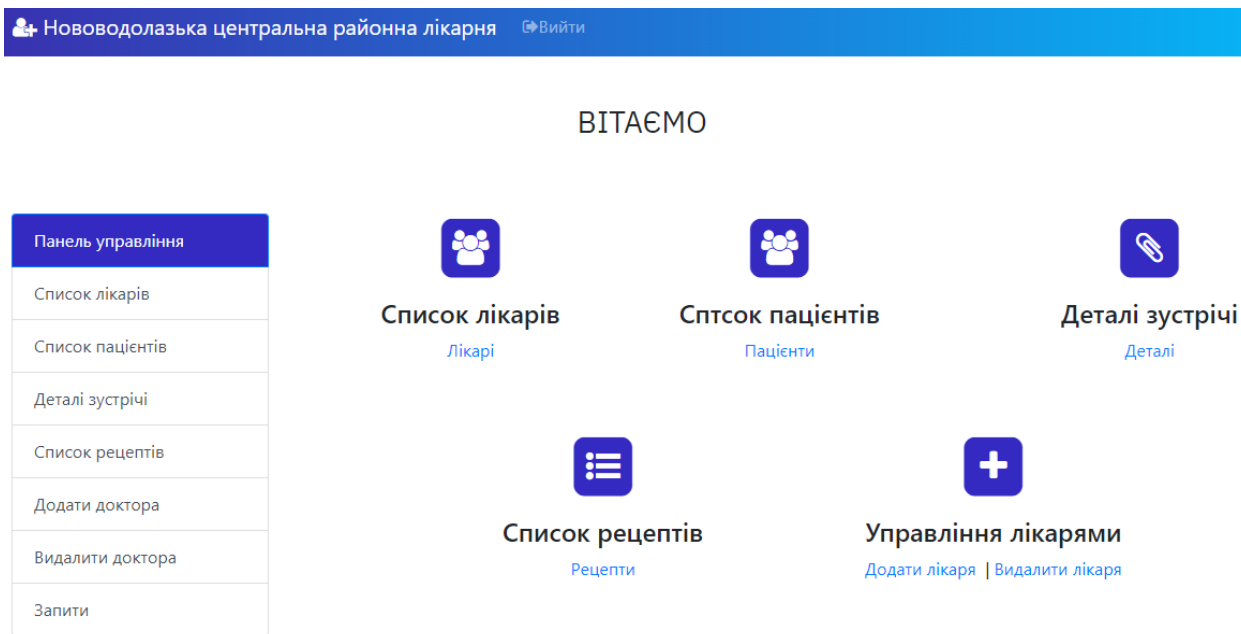 Нововодолазька центральна районна лікарня Вийти
ВІТАЄМО
Панель управління
Список лікарів
Список пацієнтів
Деталі зустрічі
Список рецептів
Додати доктора
Видалити доктора
Запити
Список лікарів
Лікарі
Сптсок пацієнтів
Пацієнти
Деталі зустрічі
Деталі
Список рецептів
Рецепти
Управління лікарями
Додати лікаря | Видалити лікаря